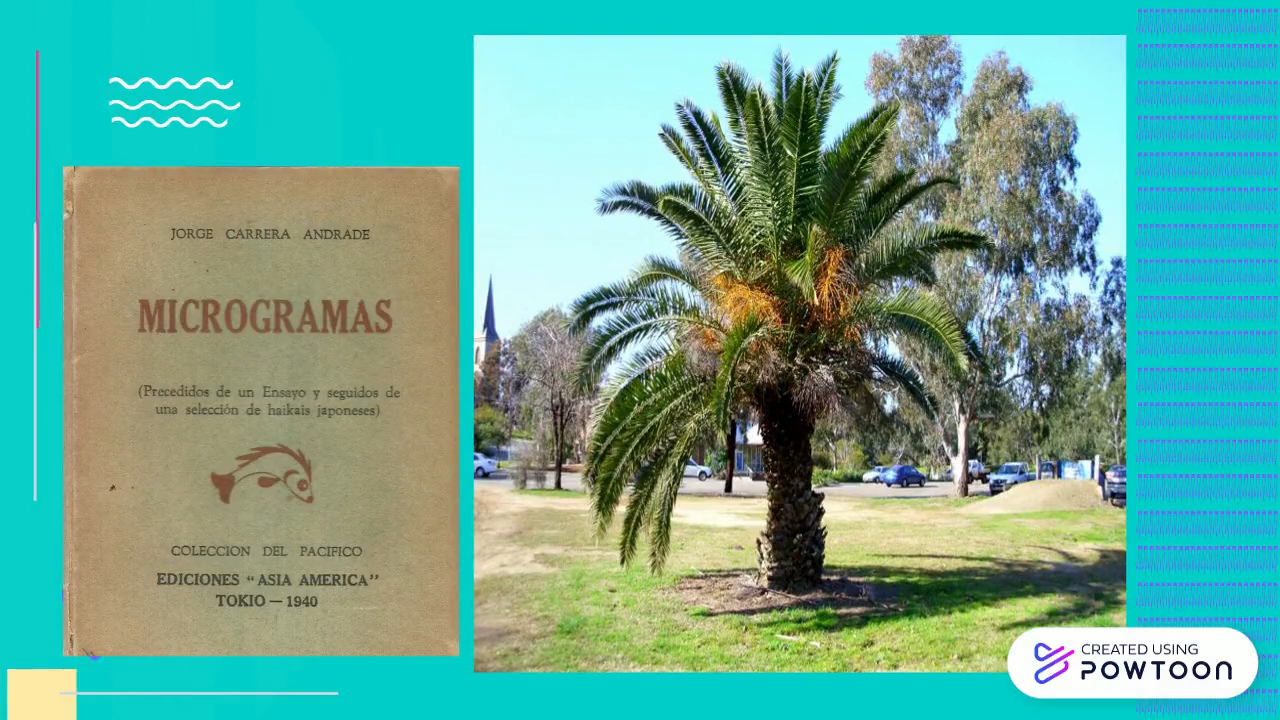 JORGE CARRERA ANDRADE
MICROGRAMAS
(Precedidos de un Ensayo y seguidos de
una selección de haikais japoneses)
COLECCION DEL PACIFICO
EDICIONES "ASIA AMERICA"
TOKIO — 1940
CREATED USING
POWTOON